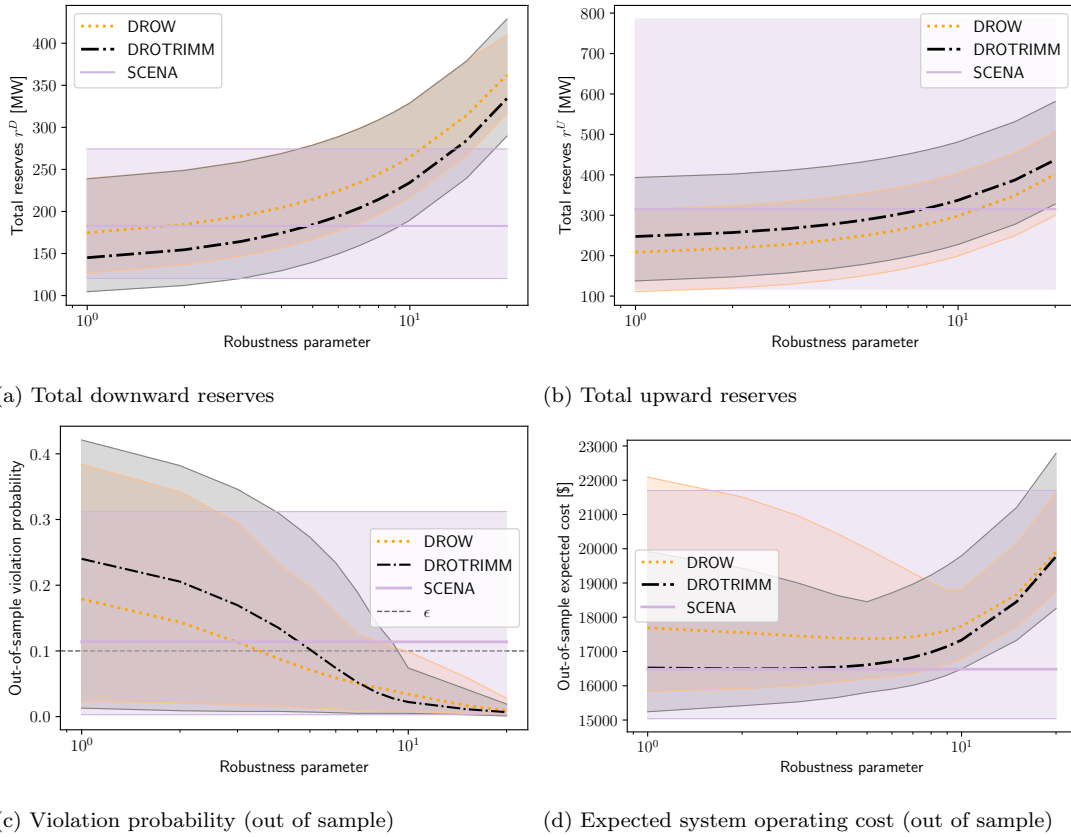 400
350
300
250
200
150
100
Total reserves r^D [MW]
DROW
DROTRIMM
SCENA
10^0
10^1
Robustness parameter
800
700
600
500
400
300
200
100
Total reserves r^U [MW]
DROW
DROTRIMM
SCENA
10^0
10^1
Robustness parameter
a) Total downward reserves
(b) Total upward reserves
0.4
0.3
0.2
0.1
0.0
Out-of-sample violation probability
DROW
DROTRIMM
SCENA
ϵ
10^0
10^1
Robustness parameter
23000
22000
21000
20000
19000
18000
17000
16000
15000
Out-of-sample expected cost [$]
DROW
DROTRIMM
SCENA
10^0
10^1
Robustness parameter
c) Violation probability (out of sample)
(d) Expected system operating cost (out of sample)